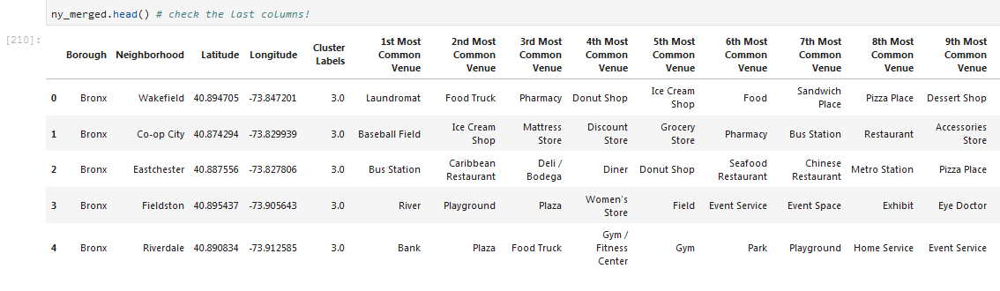 ny_merged.head() # check the last columns!
[210]:
Borough Neighborhood Latitude Longitude Cluster Labels 1st Most Common Venue 2nd Most Common Venue 3rd Most Common Venue 4th Most Common Venue 5th Most Common Venue 6th Most Common Venue 7th Most Common Venue 8th Most Common Venue 9th Most Common Venue
0 Bronx Wakefield 40.894705 -73.847201 3.0 Laundromat Food Truck Pharmacy Donut Shop Ice Cream Shop Food Sandwich Place Pizza Place Dessert Shop
1 Bronx Co-op City 40.874294 -73.829939 3.0 Baseball Field Ice Cream Shop Mattress Store Discount Store Grocery Store Pharmacy Bus Station Restaurant Accessories Store
2 Bronx Eastchester 40.887556 -73.827806 3.0 Bus Station Caribbean Restaurant Deli / Bodega Diner Donut Shop Seafood Restaurant Chinese Restaurant Metro Station Pizza Place
3 Bronx Fieldston 40.895437 -73.905643 3.0 River Playground Plaza Women's Store Field Event Service Event Space Exhibit Eye Doctor
4 Bronx Riverdale 40.890834 -73.912585 3.0 Bank Plaza Food Truck Gym / Fitness Center Gym Park Playground Home Service Event Service